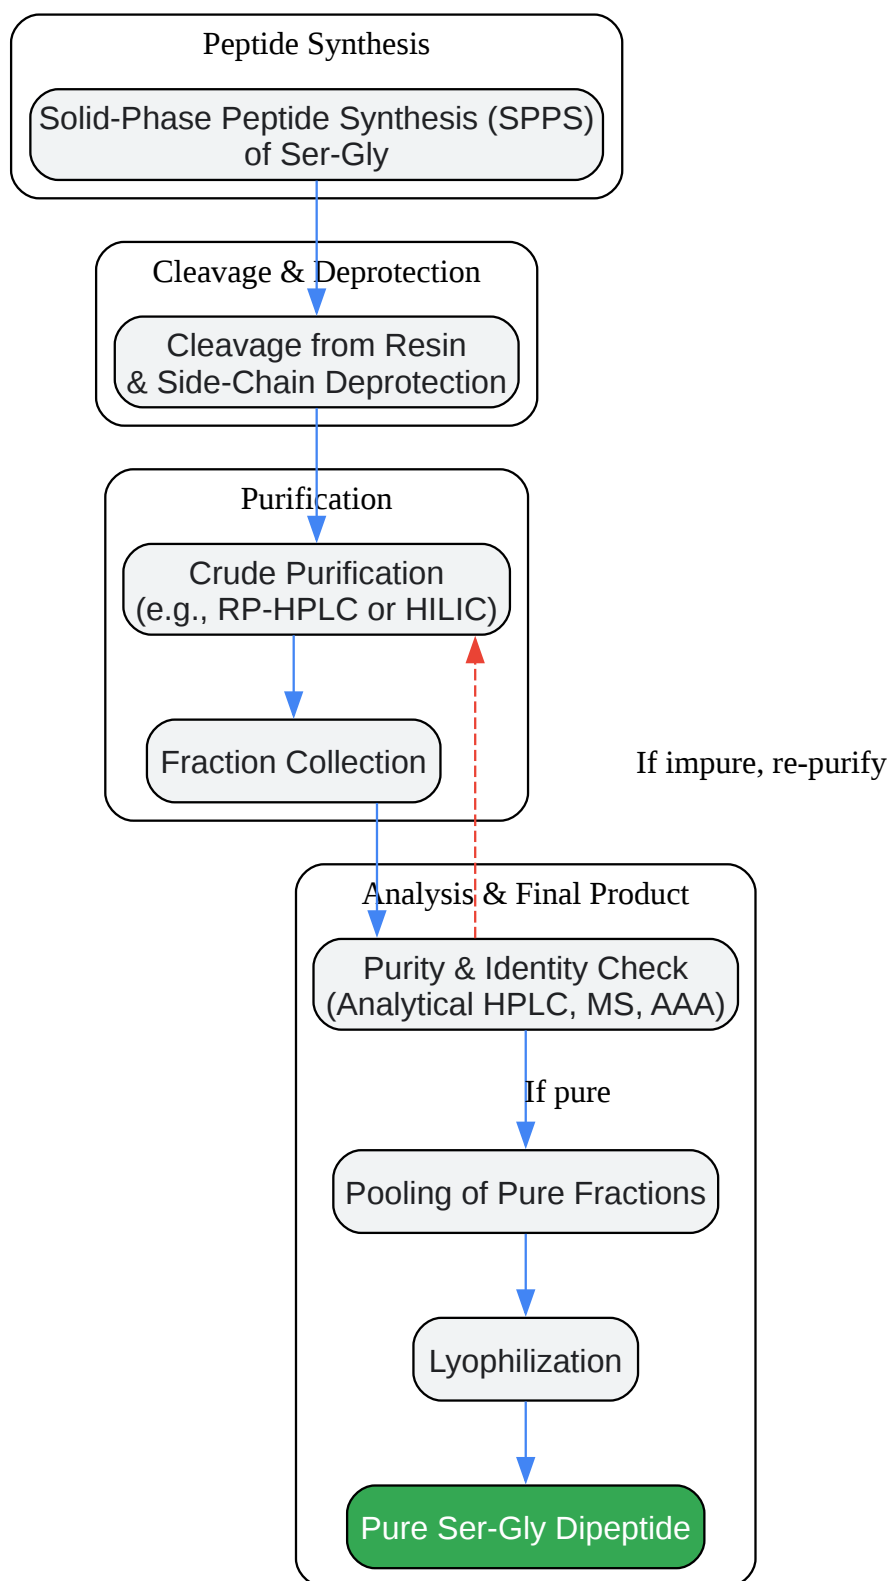 Peptide Synthesis
Solid-Phase Peptide Synthesis (SPPS)
of Ser-Gly
Cleavage & Deprotection
Cleavage from Resin
& Side-Chain Deprotection
Purification
Crude Purification
(e.g., RP-HPLC or HILIC)
Fraction Collection
If impure, re-purify
Analysis & Final Product
Purity & Identity Check
(Analytical HPLC, MS, AAA)
If pure
Pooling of Pure Fractions
Lyophilization
Pure Ser-Gly Dipeptide